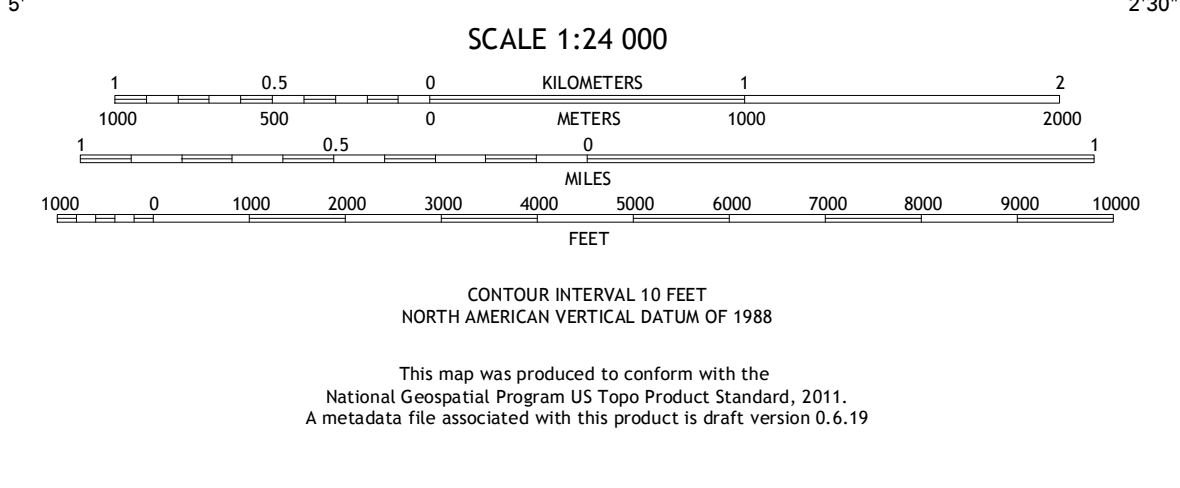 5' 2'30"
SCALE 1:24 000
1 0.5 0 KILOMETERS 1 2
1000 500 0 METERS 1000 2000
1 0.5 0 1
MILES
1000 0 1000 2000 3000 4000 5000 6000 7000 8000 9000 10000
FEET
CONTOUR INTERVAL 10 FEET
NORTH AMERICAN VERTICAL DATUM OF 1988
This map was produced to conform with the
National Geospatial Program US Topo Product Standard, 2011.
A metadata file associated with this product is draft version 0.6.19